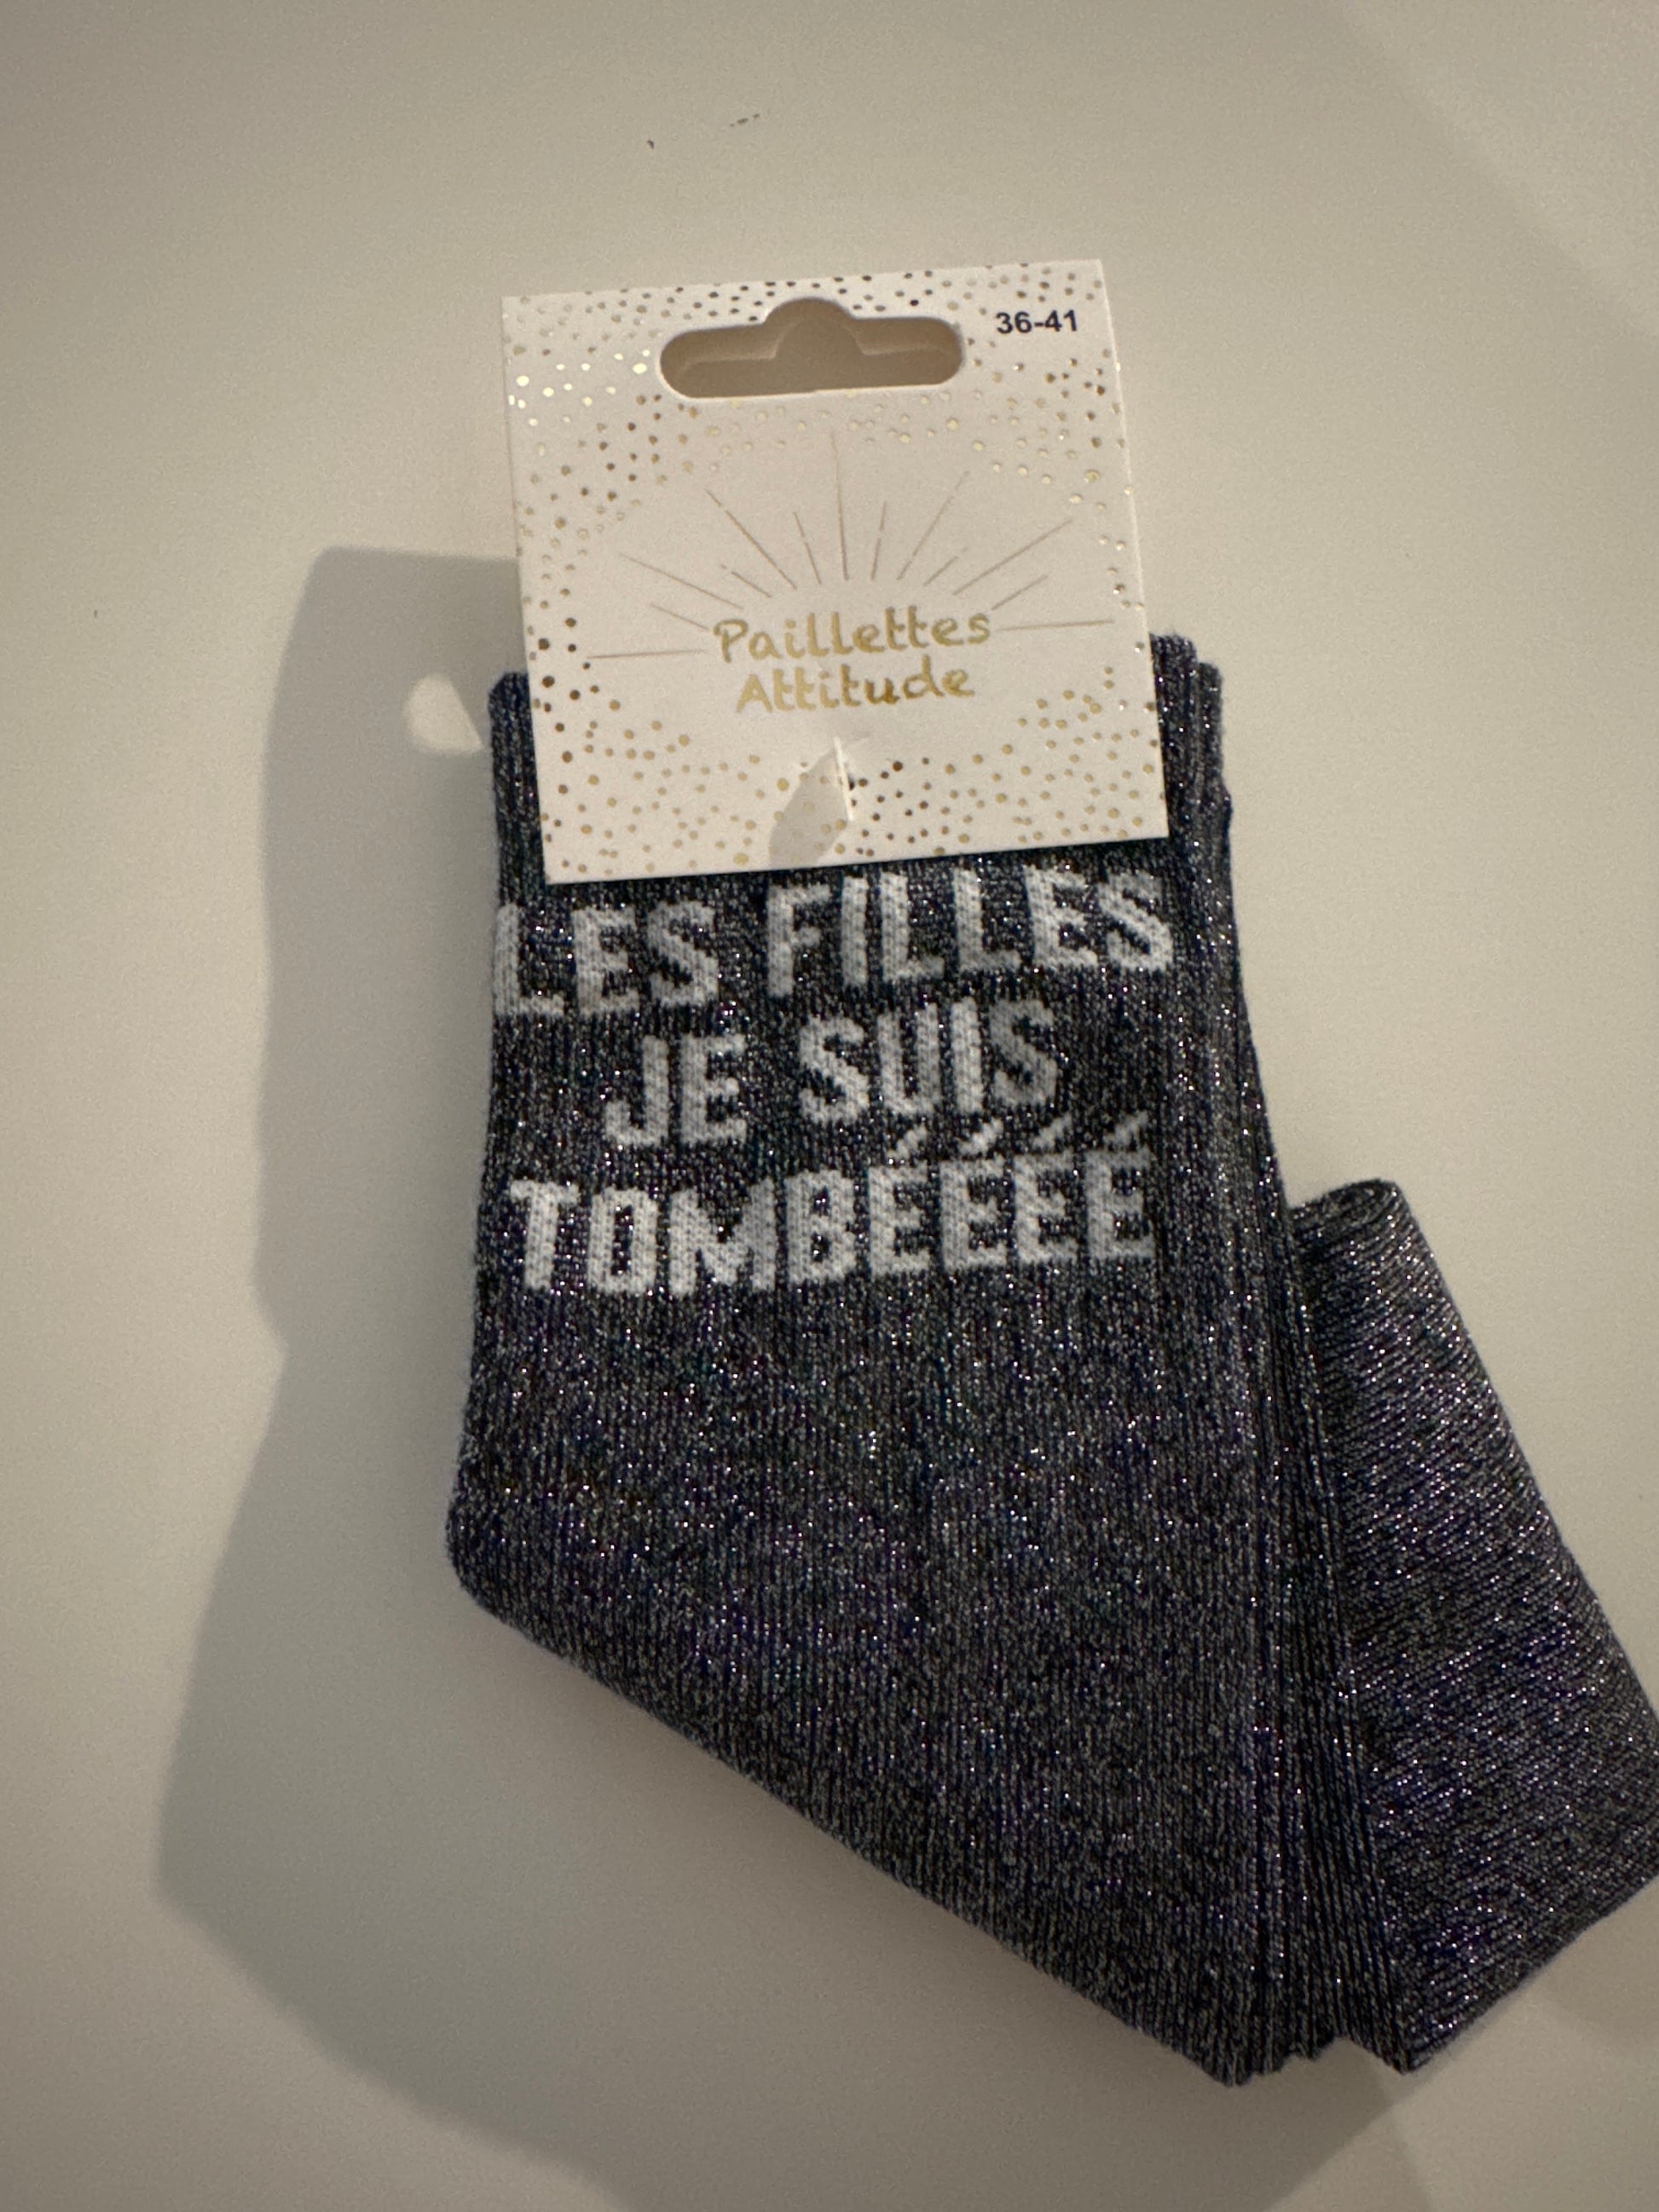 36-41
Paillettes
Attitude
LES FILLES
JE SUIS
TOMBÉÉÉÉ